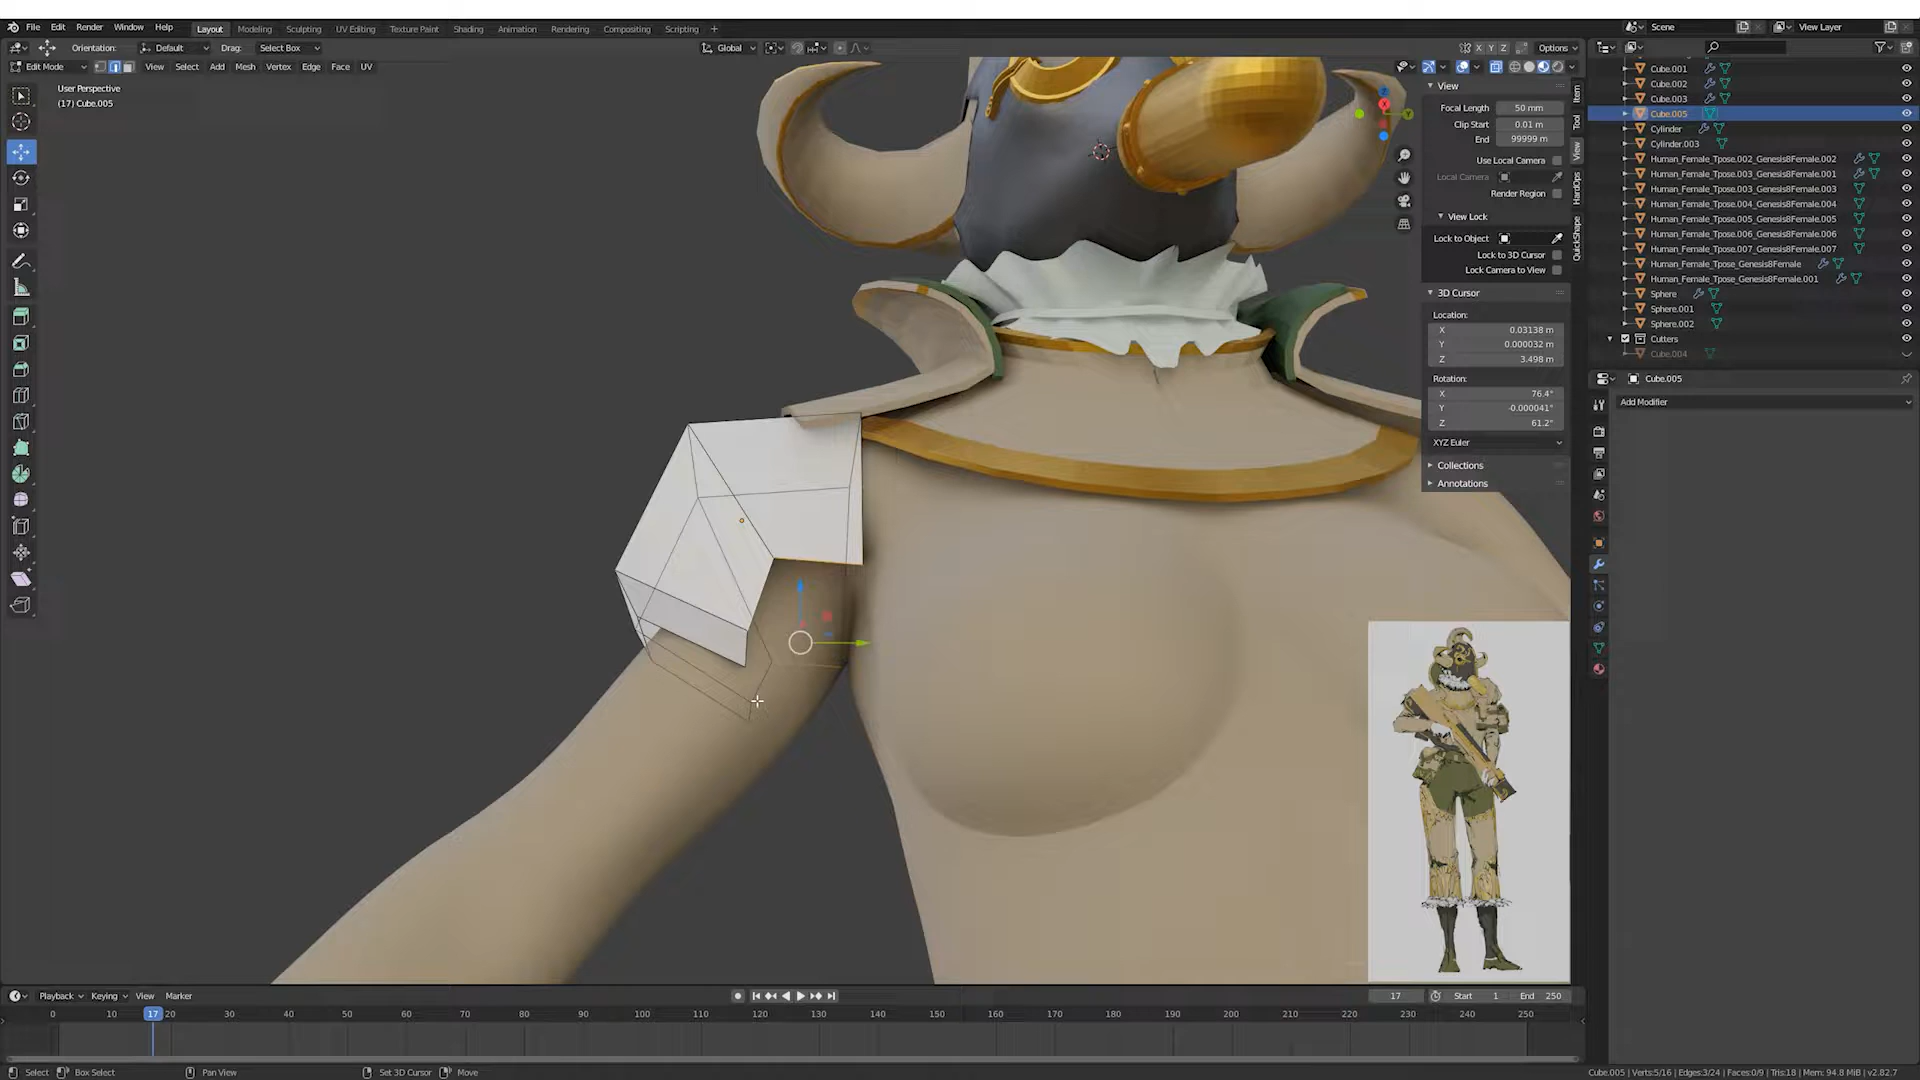 File Edit Render Window Help Layout Modeling Sculpting UV Editing Texture Paint Shading Animation Rendering Compositing Scripting + Scene View Layer
Orientation: Default Drag: Select Box Global X Y Z Options
Edit Mode View Select Add Mesh Vertex Edge Face UV
User Perspective
(17) Cube.005
View
Focal Length 50 mm
Clip Start 0.01 m
End 99999 m
Use Local Camera
Local Camera
Render Region
View Lock
Lock to Object
Lock to 3D Cursor
Lock Camera to View
3D Cursor
Location:
X 0.03138 m
Y 0.000032 m
Z 3.498 m
Rotation:
X 76.4°
Y -0.000041°
Z 61.2°
XYZ Euler
Collections
Annotations
Item
Tool
View
HardOps
QuickShape
Cube.001
Cube.002
Cube.003
Cube.005
Cylinder
Cylinder.003
Human_Female_Tpose.002_Genesis8Female.002
Human_Female_Tpose.003_Genesis8Female.001
Human_Female_Tpose.003_Genesis8Female.003
Human_Female_Tpose.004_Genesis8Female.004
Human_Female_Tpose.005_Genesis8Female.005
Human_Female_Tpose.006_Genesis8Female.006
Human_Female_Tpose.007_Genesis8Female.007
Human_Female_Tpose_Genesis8Female
Human_Female_Tpose_Genesis8Female.001
Sphere
Sphere.001
Sphere.002
Cutters
Cube.004
Cube.005
Add Modifier
Playback Keying View Marker 17 Start 1 End 250
0 10 17 20 30 40 50 60 70 80 90 100 110 120 130 140 150 160 170 180 190 200 210 220 230 240 250
Select Box Select Pan View Set 3D Cursor Move Cube.005 | Verts:5/16 | Edges:3/24 | Faces:0/9 | Tris:18 | Mem: 94.8 MiB | v2.82.7